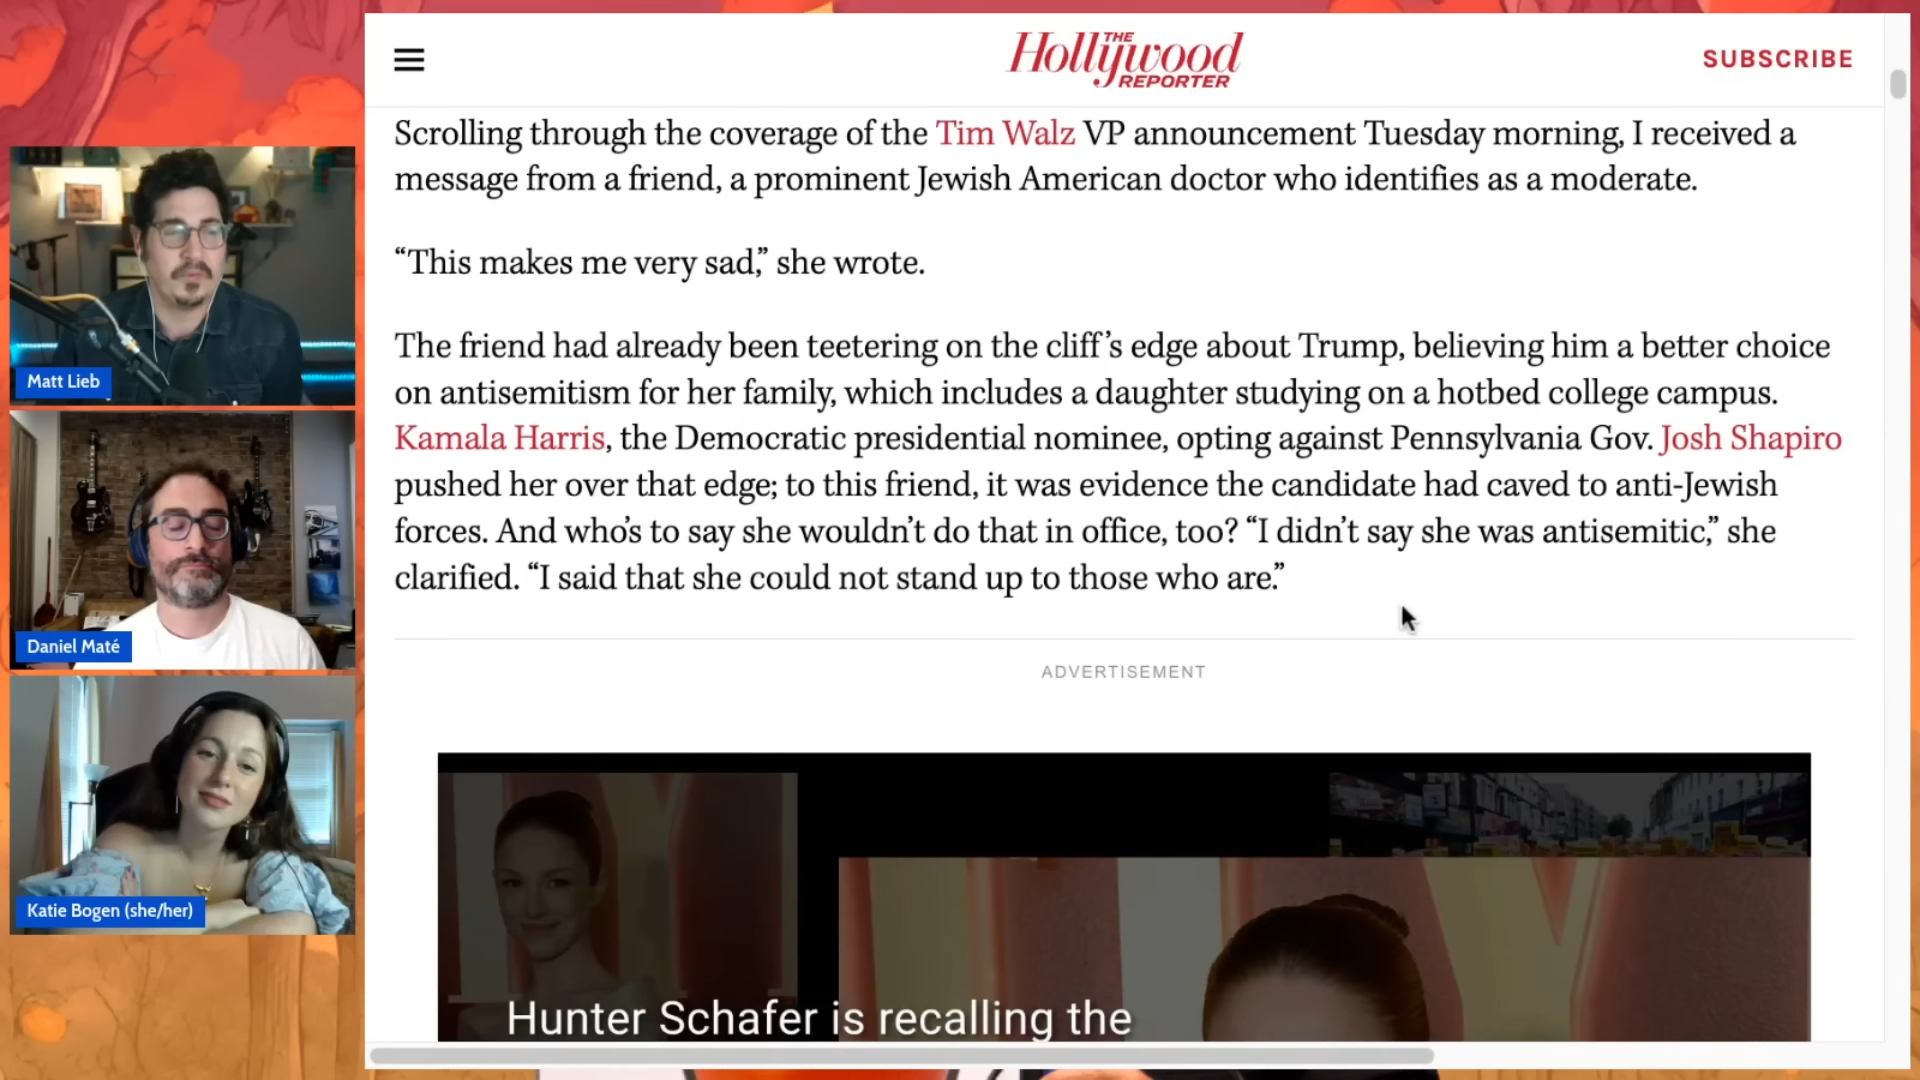 THE
Hollywood
REPORTER
SUBSCRIBE
Scrolling through the coverage of the Tim Walz VP announcement Tuesday morning, I received a
message from a friend, a prominent Jewish American doctor who identifies as a moderate.
“This makes me very sad,” she wrote.
The friend had already been teetering on the cliff’s edge about Trump, believing him a better choice
on antisemitism for her family, which includes a daughter studying on a hotbed college campus.
Kamala Harris, the Democratic presidential nominee, opting against Pennsylvania Gov. Josh Shapiro
pushed her over that edge; to this friend, it was evidence the candidate had caved to anti-Jewish
forces. And who’s to say she wouldn’t do that in office, too? “I didn’t say she was antisemitic,” she
clarified. “I said that she could not stand up to those who are.”
ADVERTISEMENT
Hunter Schafer is recalling the
Matt Lieb
Daniel Maté
Katie Bogen (she/her)